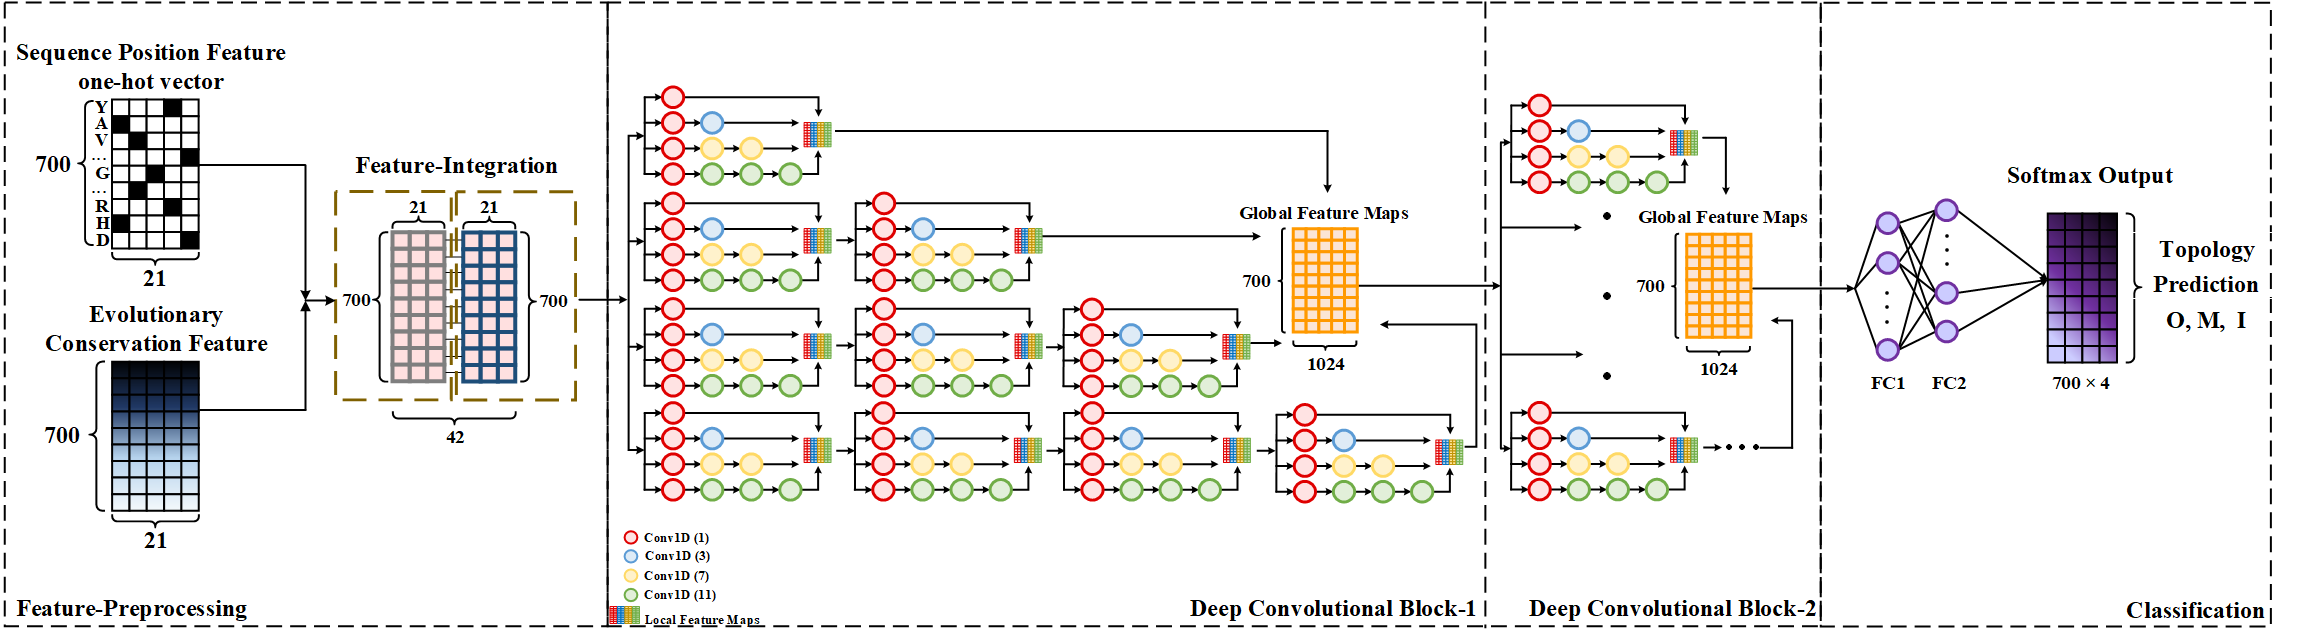 Sequence Position Feature
one-hot vector
Y
A
V
...
G
...
R
H
D
700
21
Evolutionary
Conservation Feature
700
21
Feature-Preprocessing
Feature-Integration
21
21
700
700
42
Global Feature Maps
700
1024
Conv1D (1)
Conv1D (3)
Conv1D (7)
Conv1D (11)
Local Feature Maps
Deep Convolutional Block-1
Global Feature Maps
700
1024
Deep Convolutional Block-2
FC1
FC2
Softmax Output
700 × 4
Topology
Prediction
O, M, I
Classification